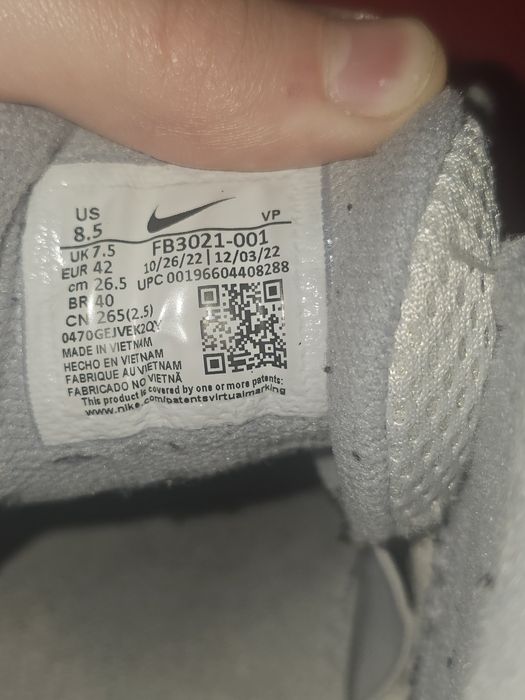 US
8.5
VP
UK 7.5
FB3021-001
EUR 42
10/26/22 | 12/03/22
cm 26.5
UPC 00196604408288
BR 40
CN 265(2.5)
0470GEJVEK2QY
MADE IN VIETNAM
HECHO EN VIETNAM
FABRIQUE AU VIETNAM
FABRICADO NO VIETNÃ
This product is covered by one or more patents:
www.nike.com/patentsvirtualmarking